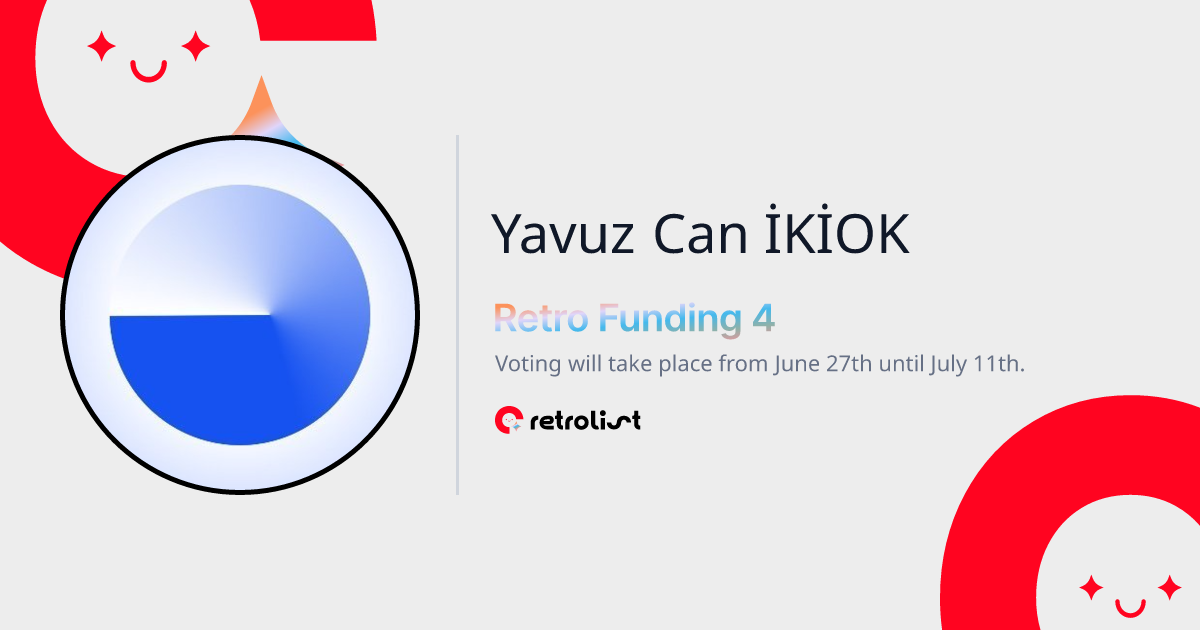 Yavuz Can İKİOK
Retro Funding 4
Voting will take place from June 27th until July 11th.
retrolist